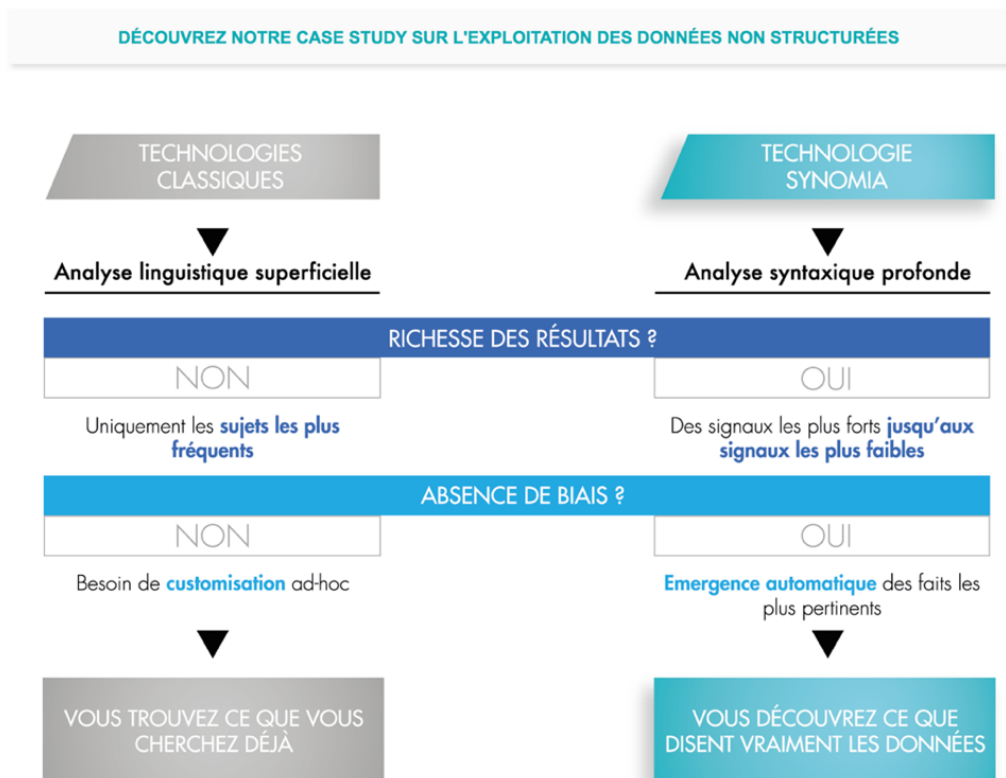 DÉCOUVREZ NOTRE CASE STUDY SUR L'EXPLOITATION DES DONNÉES NON STRUCTURÉES
TECHNOLOGIES
CLASSIQUES
TECHNOLOGIE
SYNOMIA
Analyse linguistique superficielle
Analyse syntaxique profonde
RICHESSE DES RÉSULTATS ?
NON
OUI
Uniquement les sujets les plus
fréquents
Des signaux les plus forts jusqu'aux
signaux les plus faibles
ABSENCE DE BIAIS ?
NON
OUI
Besoin de customisation ad-hoc
Emergence automatique des faits les
plus pertinents
VOUS TROUVEZ CE QUE VOUS
CHERCHEZ DÉJÀ
VOUS DÉCOUVREZ CE QUE
DISENT VRAIMENT LES DONNÉES